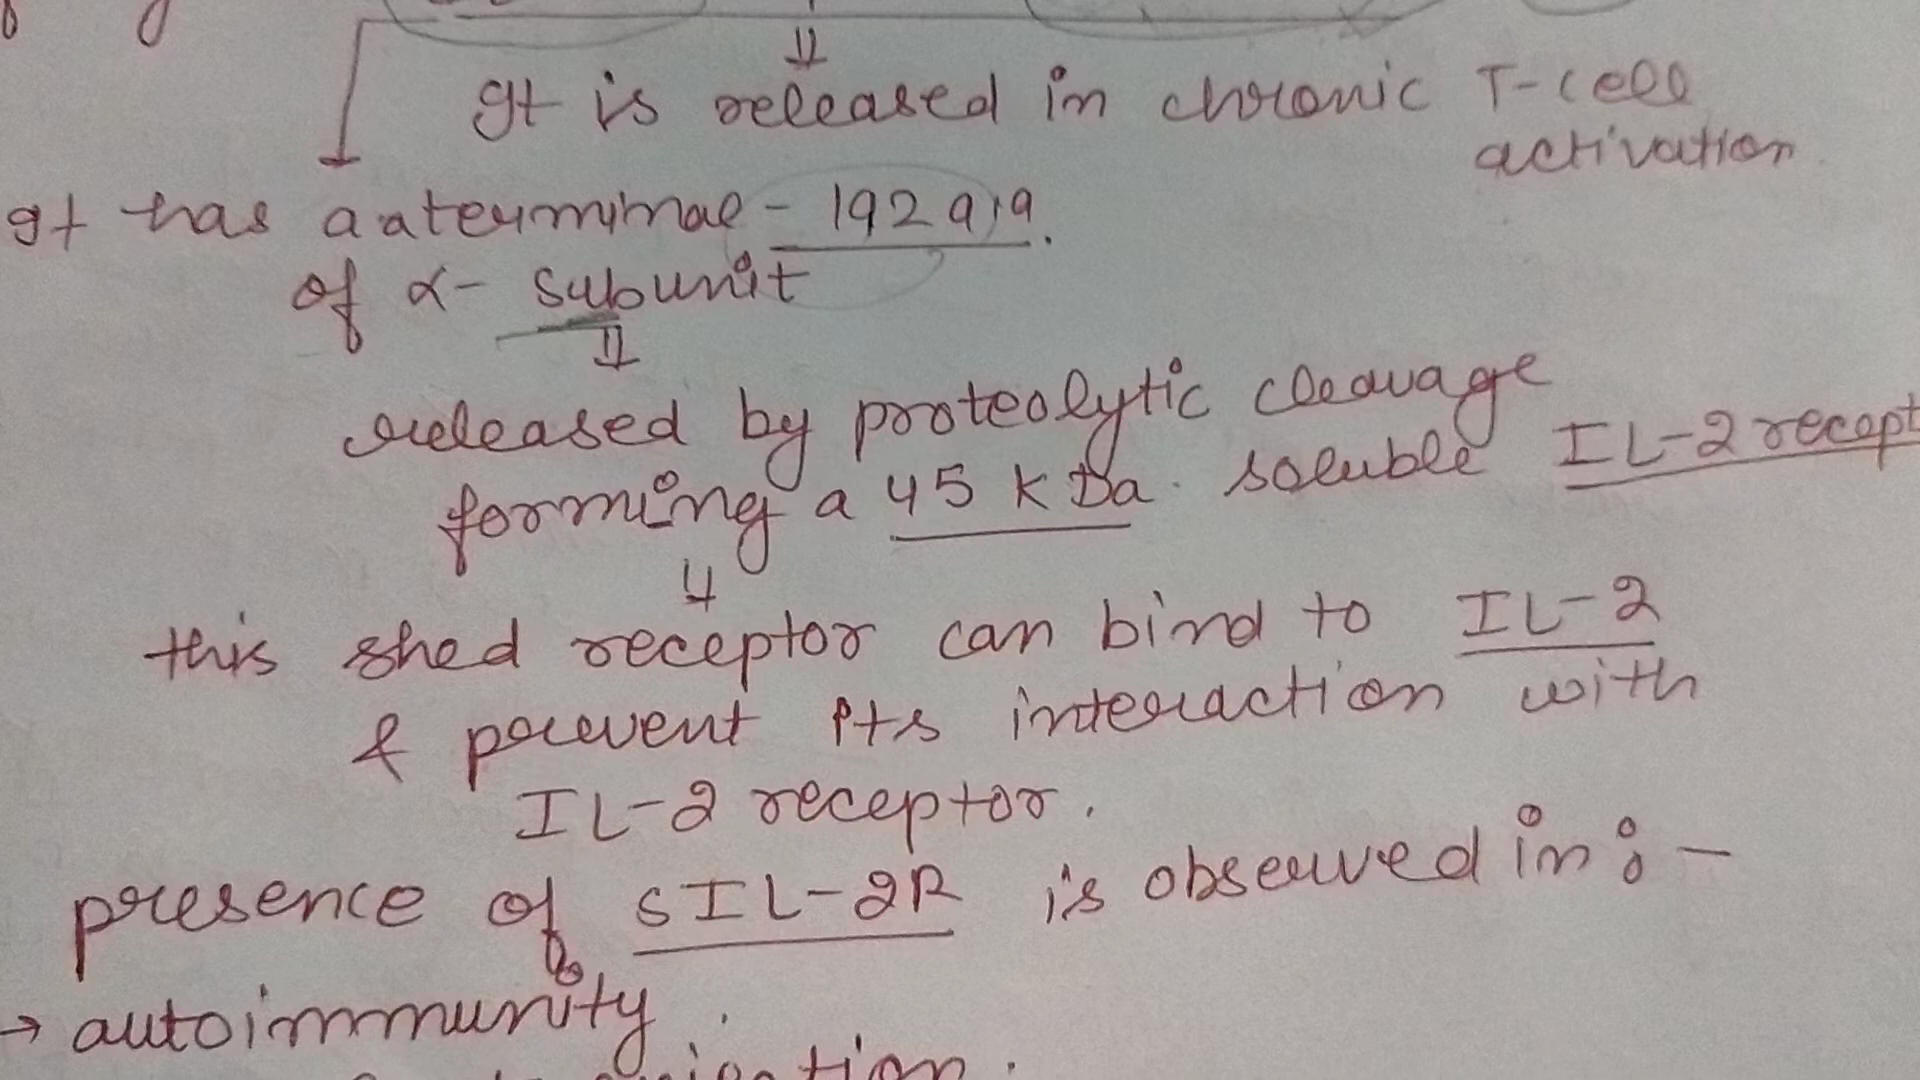 It is released in chronic T-cell
activation
It has aaterminal - 192 a,a.
of α- subunit
released by proteolytic cleavage
forming a 45 kDa. soluble IL-2 recept
this shed receptor can bind to IL-2
& prevent its interaction with
IL-2 receptor.
presence of sIL-2R is observed in :-
→ autoimmunity.